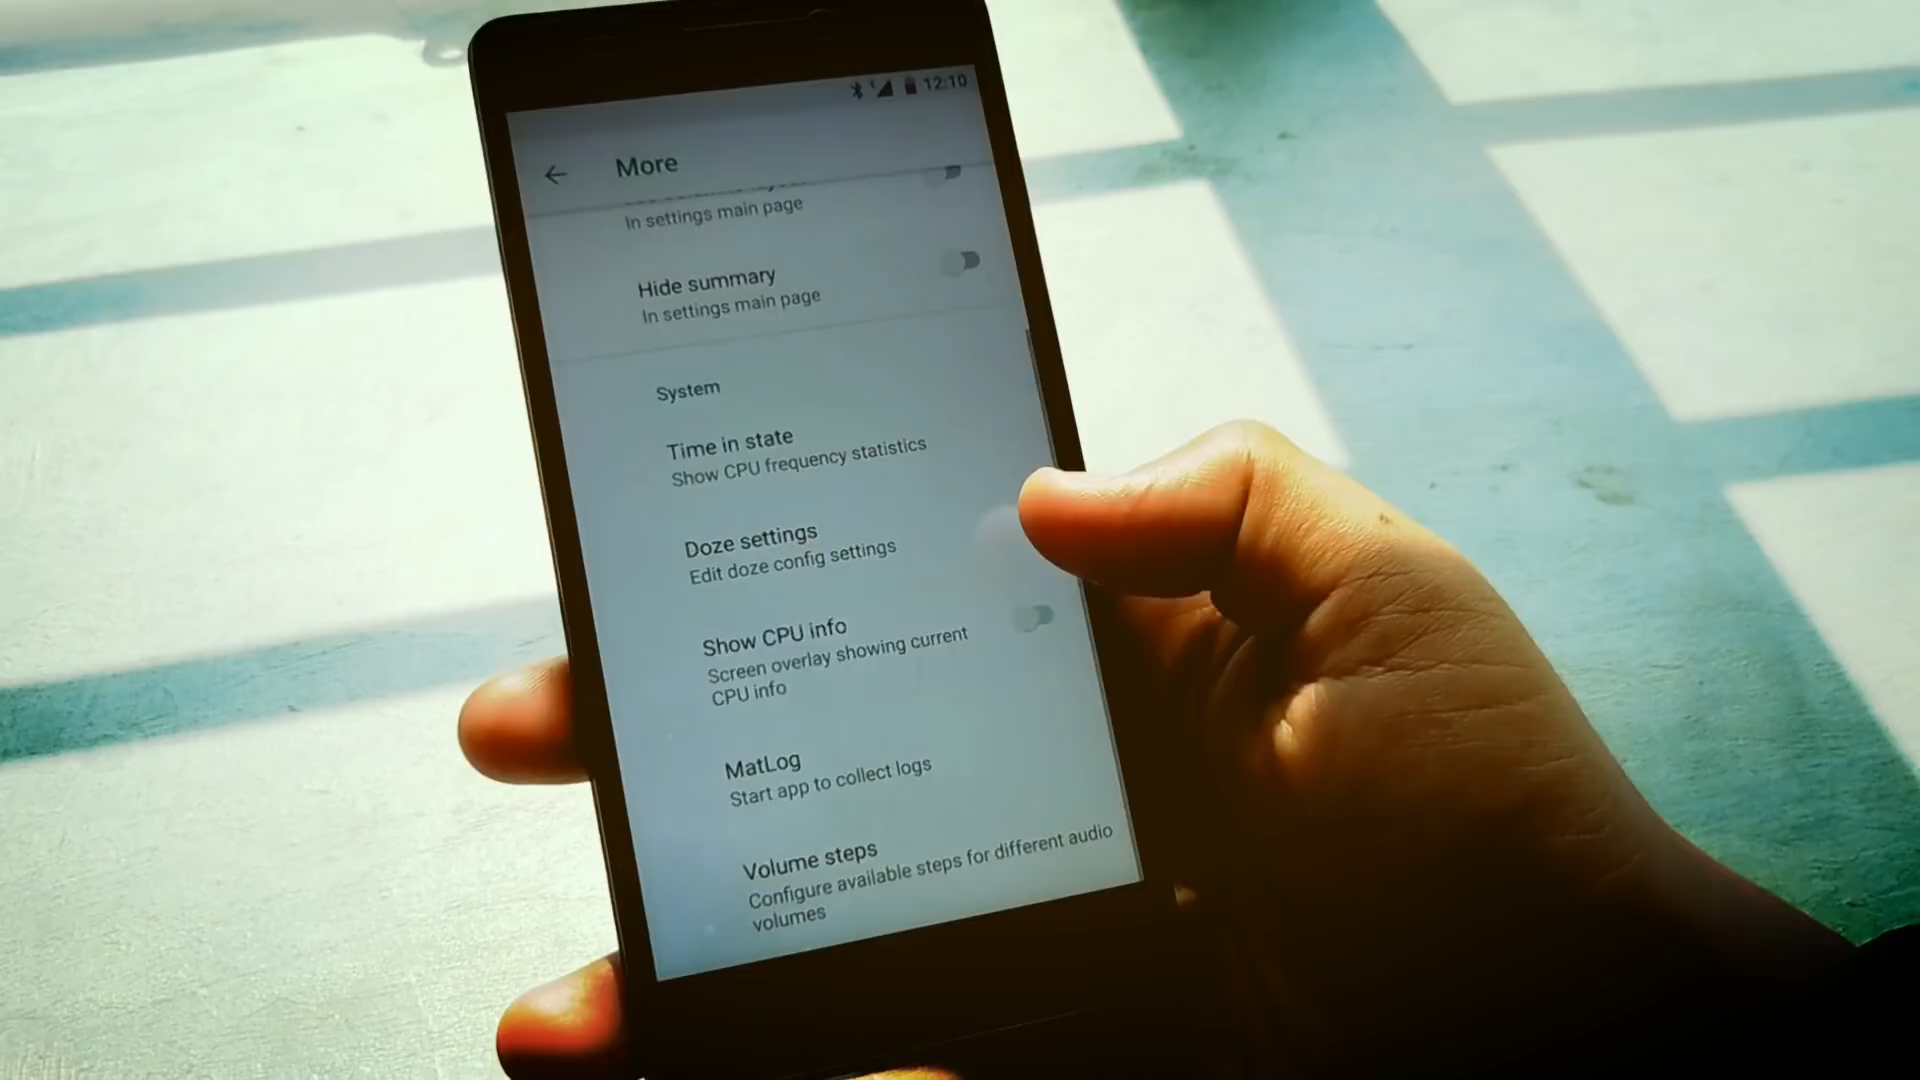 12:10
More
In settings main page
Hide summary
In settings main page
System
Time in state
Show CPU frequency statistics
Doze settings
Edit doze config settings
Show CPU info
Screen overlay showing current
CPU info
MatLog
Start app to collect logs
Volume steps
Configure available steps for different audio
volumes